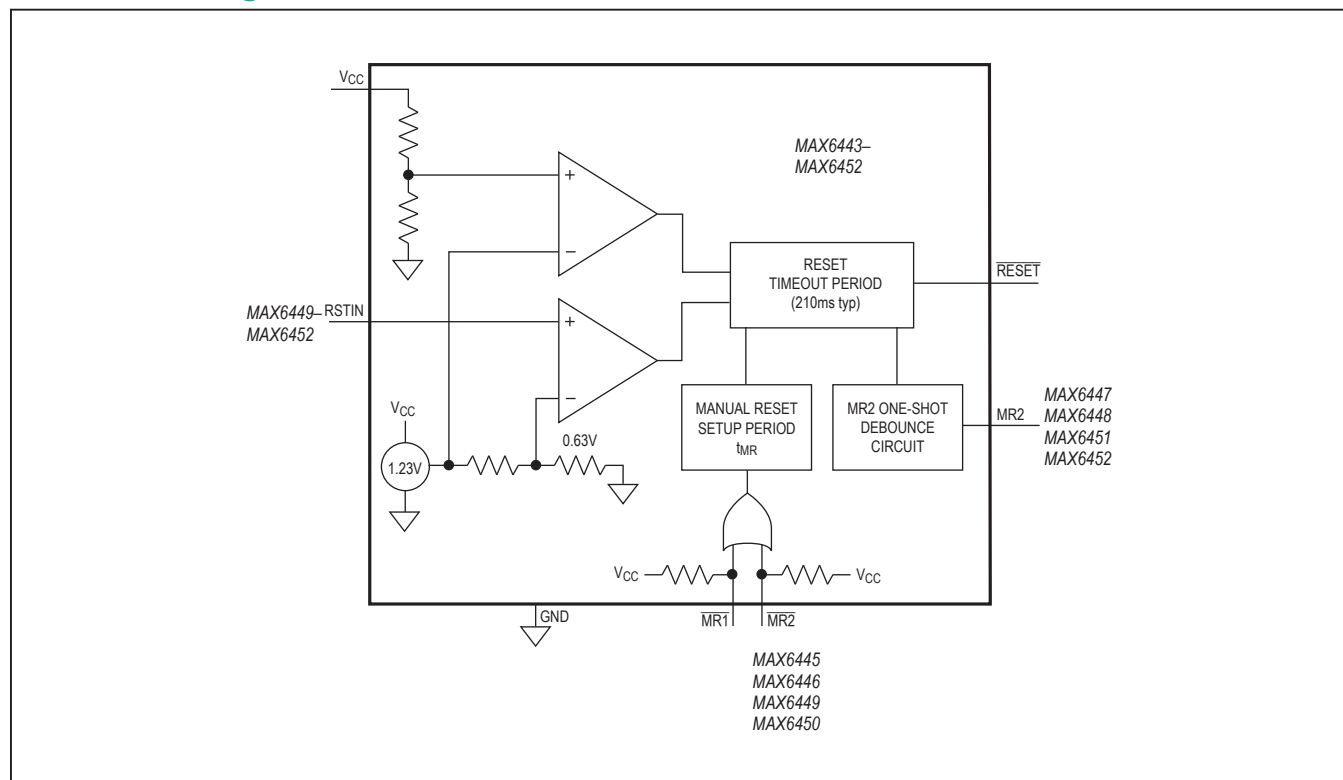 VCC
MAX6443–
MAX6452
+
−
RESET
TIMEOUT PERIOD
(210ms typ)
RESET
MAX6449–
MAX6452
RSTIN
+
−
MANUAL RESET
SETUP PERIOD
tMR
MR2 ONE-SHOT
DEBOUNCE
CIRCUIT
MR2
MAX6447
MAX6448
MAX6451
MAX6452
VCC
1.23V
0.63V
VCC
VCC
GND
MR1
MR2
MAX6445
MAX6446
MAX6449
MAX6450